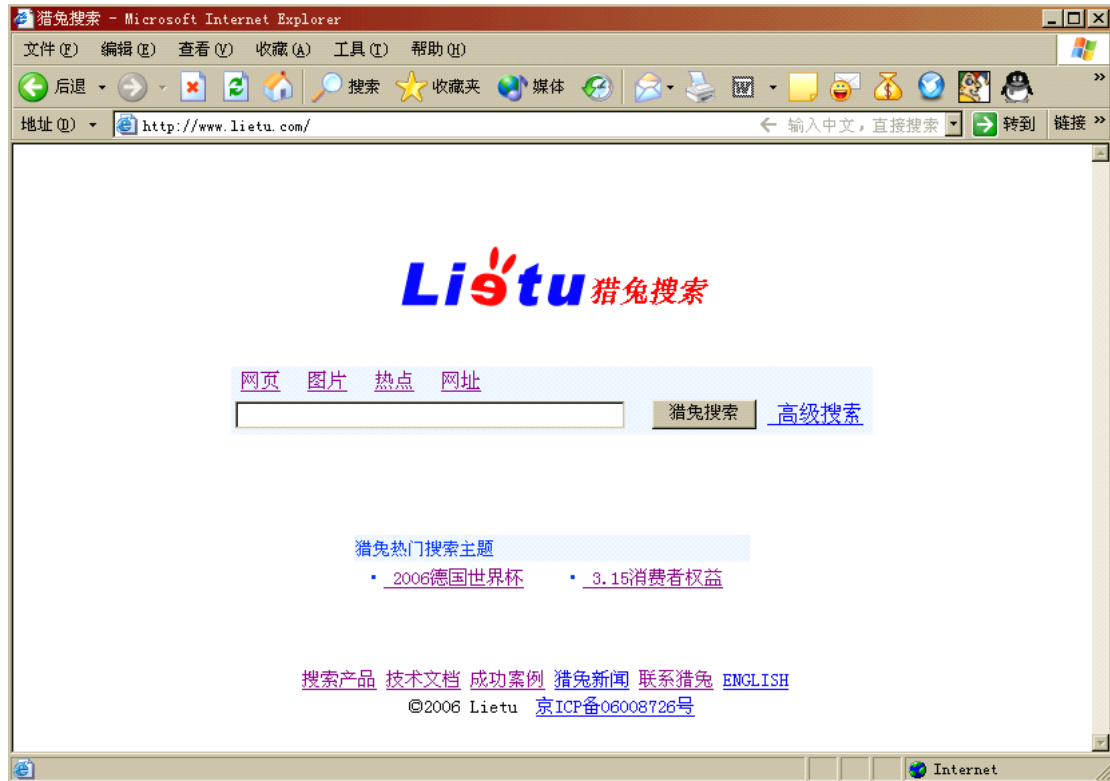 猎兔搜索 - Microsoft Internet Explorer
文件(F) 编辑(E) 查看(V) 收藏(A) 工具(T) 帮助(H)
后退 搜索 收藏夹 媒体 W »
地址(D) http://www.lietu.com/ ← 输入中文，直接搜索 转到 链接 »
Lietu 猎兔搜索
网页 图片 热点 网址
猎兔搜索 高级搜索
猎兔热门搜索主题
· 2006德国世界杯 · 3.15消费者权益
搜索产品 技术文档 成功案例 猎兔新闻 联系猎兔 ENGLISH
©2006 Lietu 京ICP备06008726号
Internet